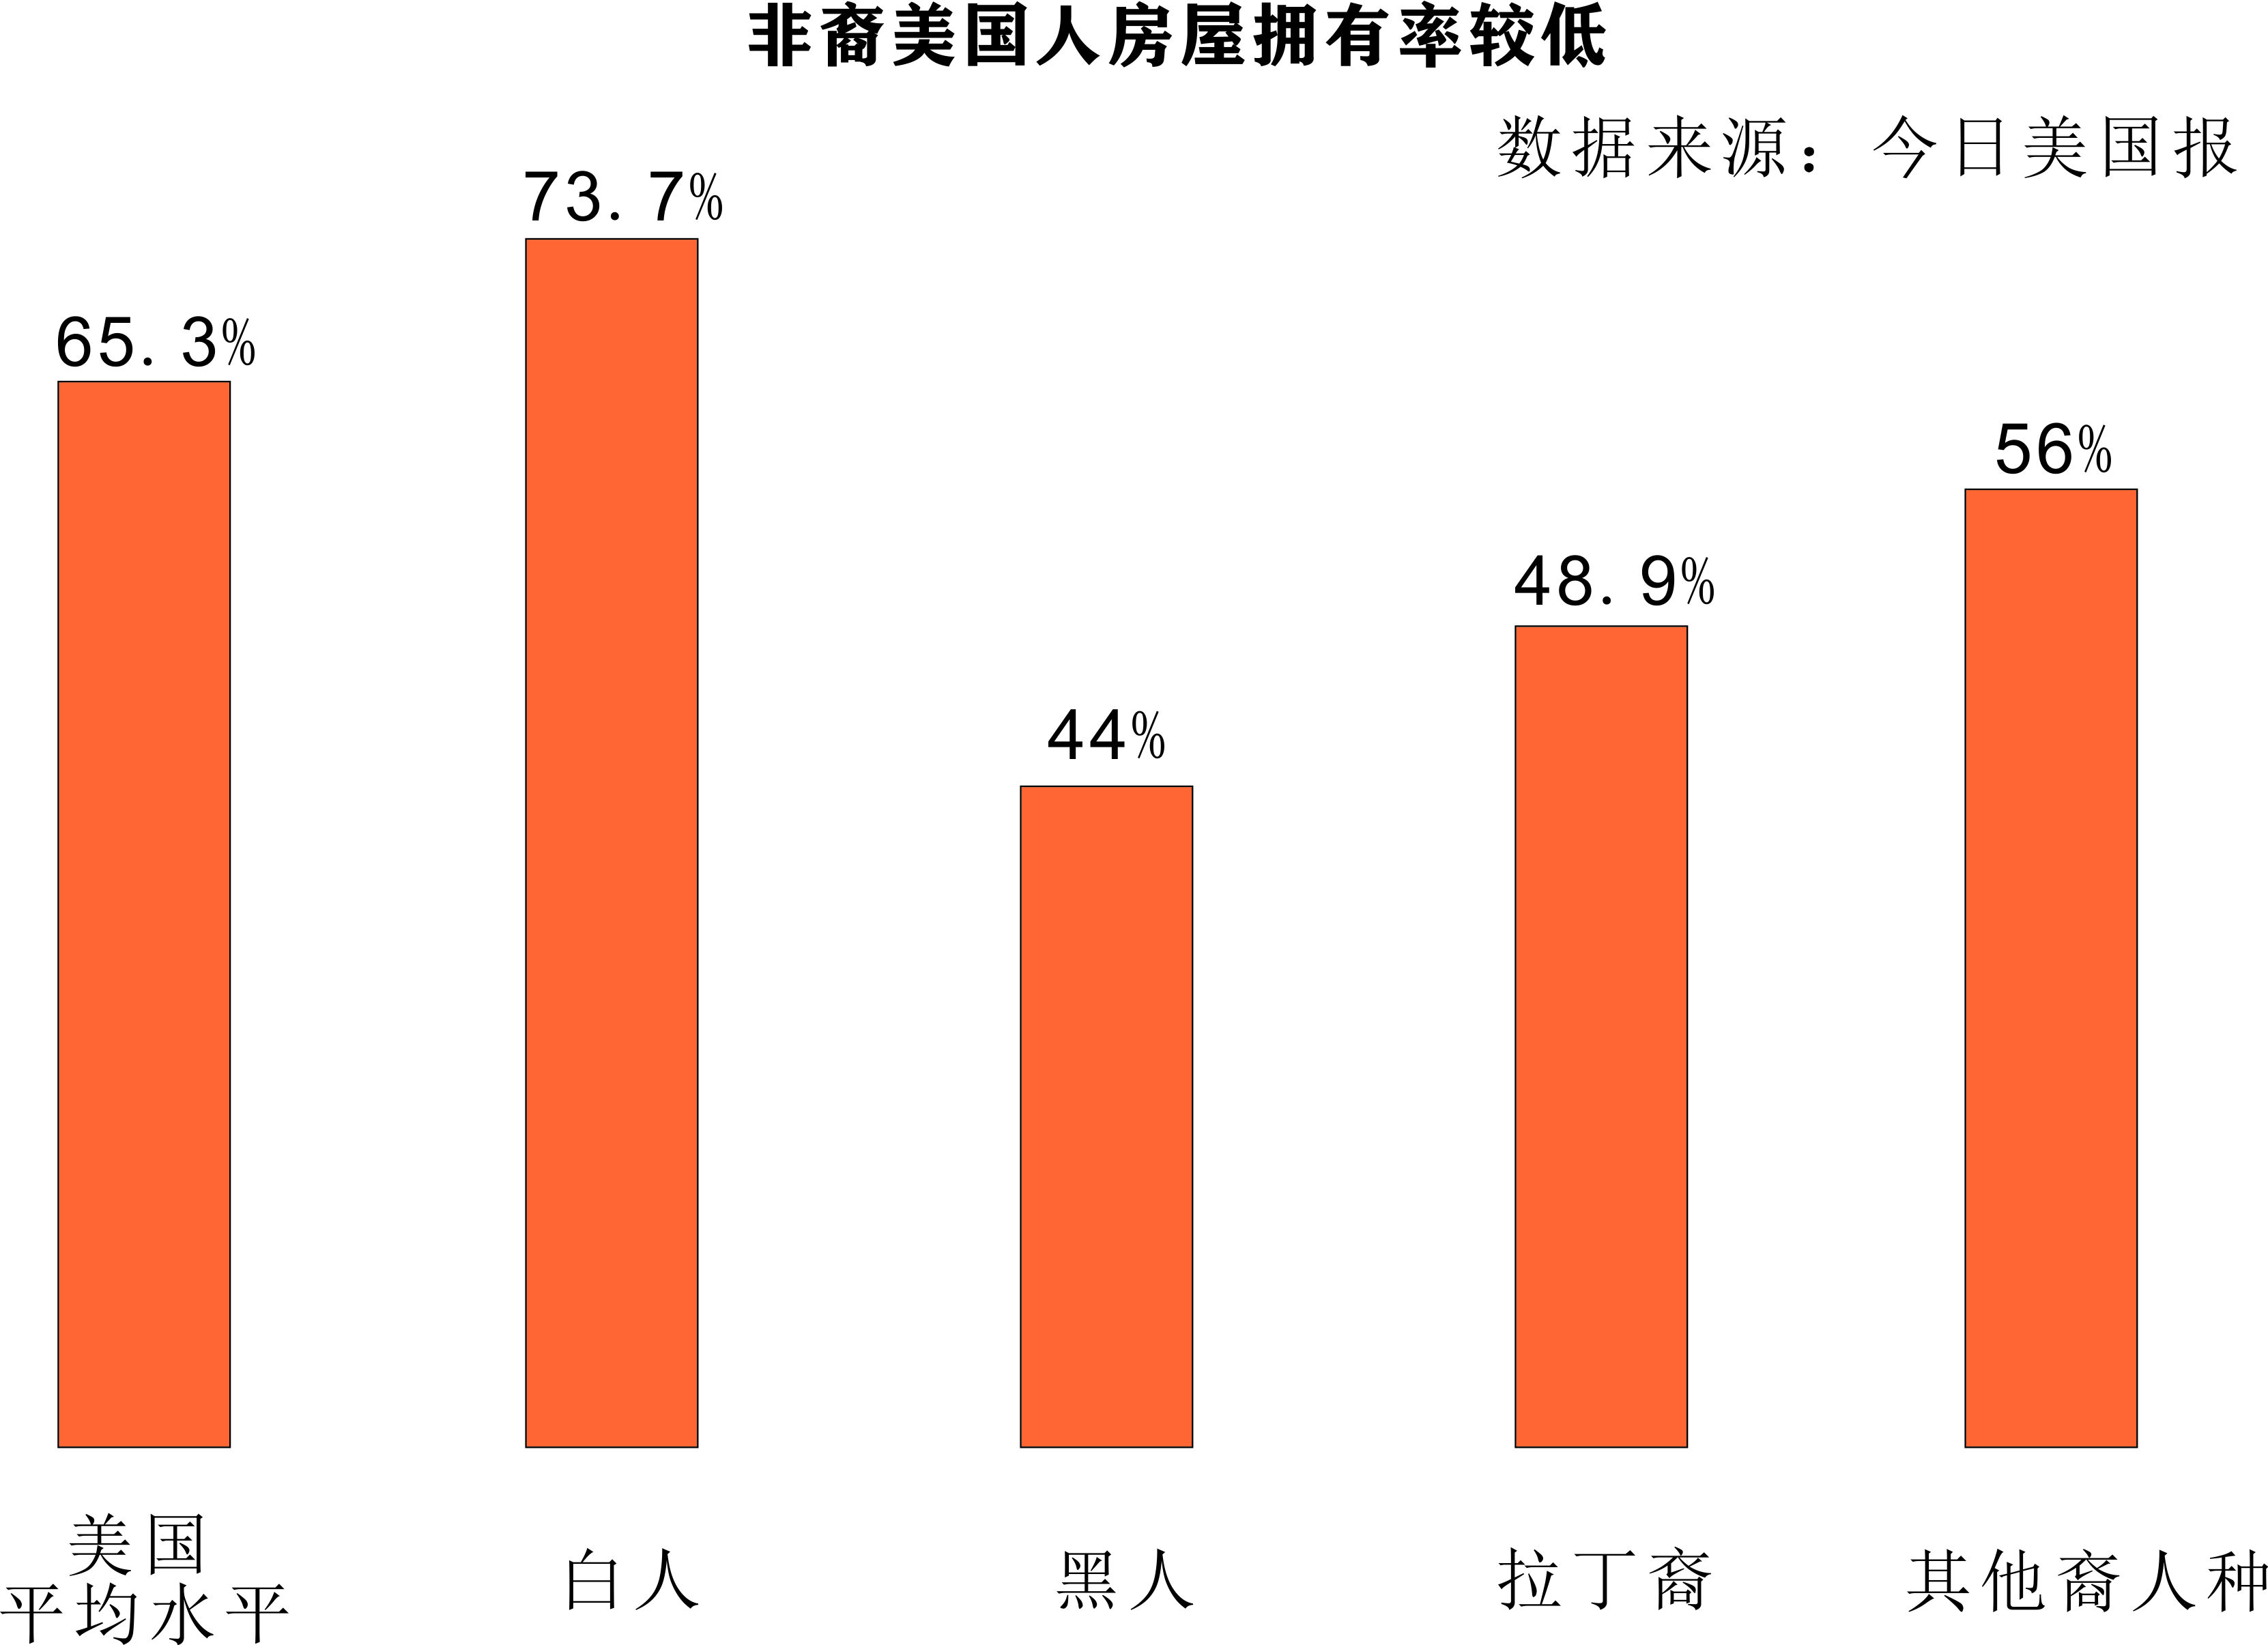 非裔美国人房屋拥有率较低
数据来源：今日美国报
73.7%
65.3%
56%
48.9%
44%
美国
平均水平
白人
黑人
拉丁裔
其他裔人种